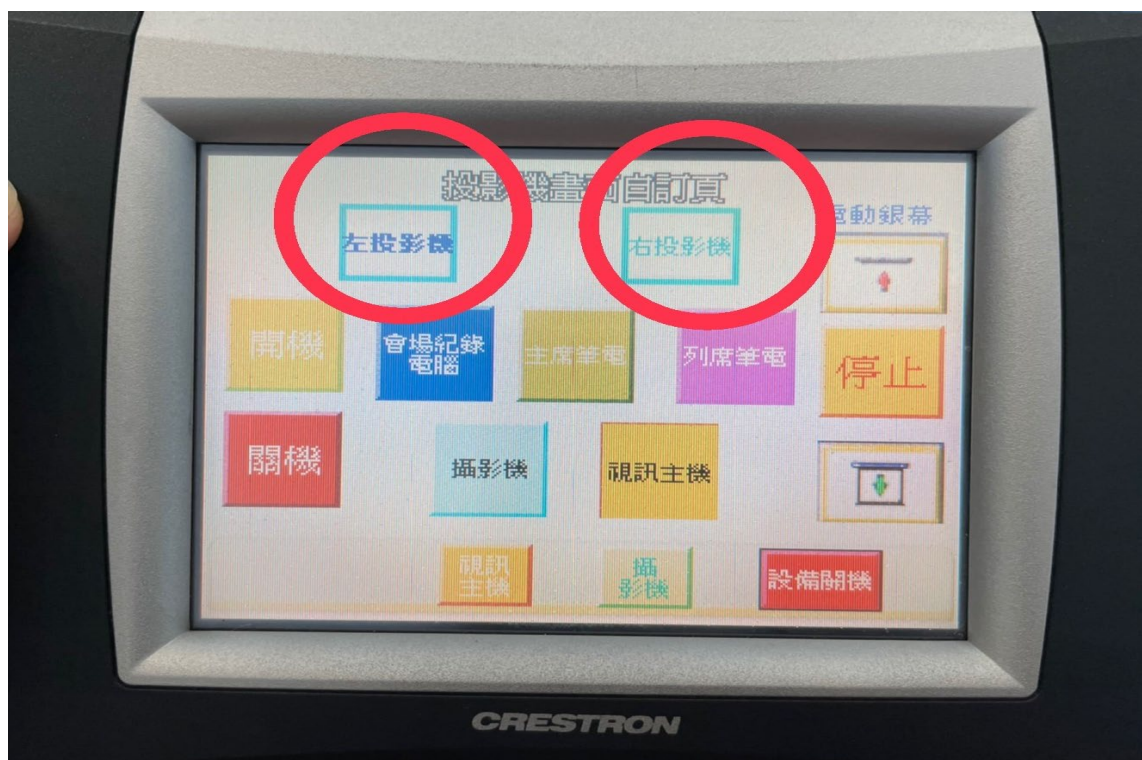 投影機畫面自訂頁
左投影機
右投影機
電動銀幕
開機
會場紀錄
電腦
主席筆電
列席筆電
停止
關機
攝影機
視訊主機
視訊
主機
攝
影機
設備關機
CRESTRON